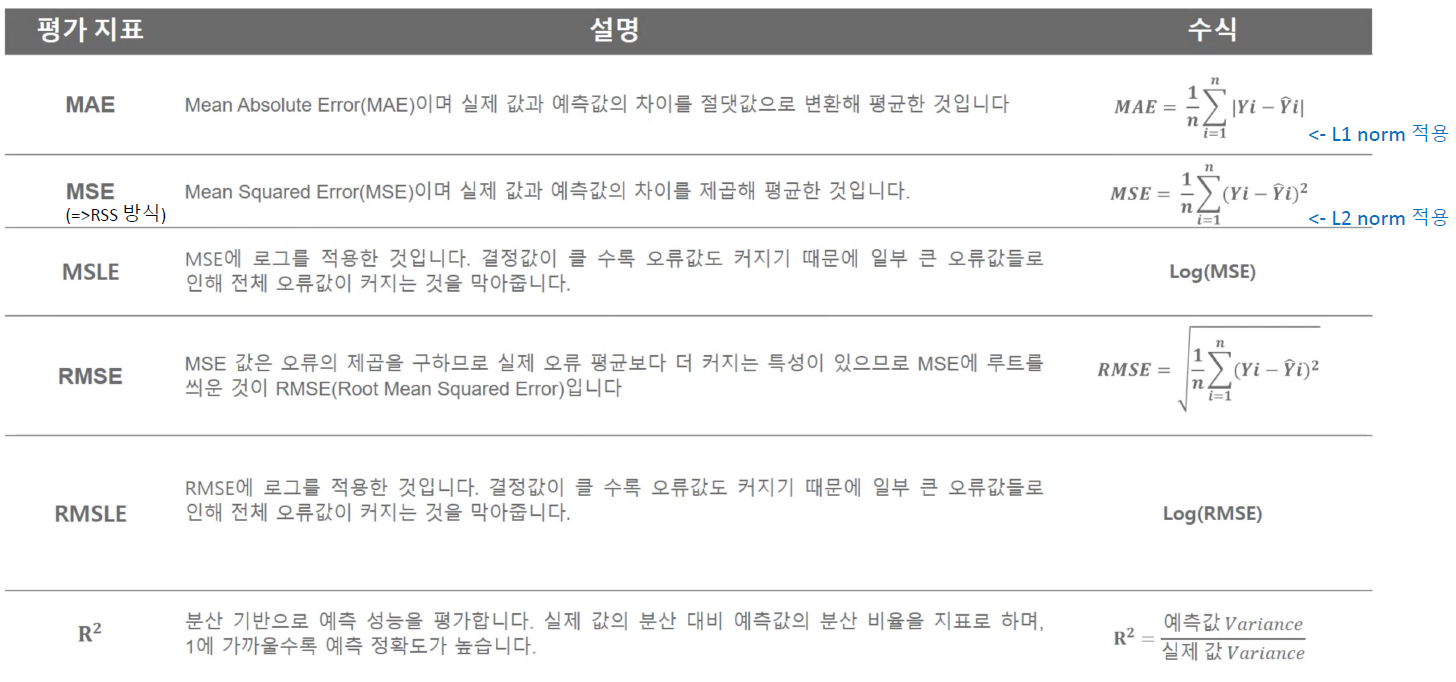 평가 지표 설명 수식
MAE Mean Absolute Error(MAE)이며 실제 값과 예측값의 차이를 절댓값으로 변환해 평균한 것입니다 MAE = 1/n ∑_{i=1}^{n} |Yi − Ŷi|
<- L1 norm 적용
MSE Mean Squared Error(MSE)이며 실제 값과 예측값의 차이를 제곱해 평균한 것입니다. MSE = 1/n ∑_{i=1}^{n} (Yi − Ŷi)²
(=>RSS 방식) <- L2 norm 적용
MSLE MSE에 로그를 적용한 것입니다. 결정값이 클 수록 오류값도 커지기 때문에 일부 큰 오류값들로
인해 전체 오류값이 커지는 것을 막아줍니다. Log(MSE)
RMSE MSE 값은 오류의 제곱을 구하므로 실제 오류 평균보다 더 커지는 특성이 있으므로 MSE에 루트를
씌운 것이 RMSE(Root Mean Squared Error)입니다 RMSE = √(1/n ∑_{i=1}^{n} (Yi − Ŷi)²)
RMSLE RMSE에 로그를 적용한 것입니다. 결정값이 클 수록 오류값도 커지기 때문에 일부 큰 오류값들로
인해 전체 오류값이 커지는 것을 막아줍니다. Log(RMSE)
R² 분산 기반으로 예측 성능을 평가합니다. 실제 값의 분산 대비 예측값의 분산 비율을 지표로 하며,
1에 가까울수록 예측 정확도가 높습니다. R² = 예측값 Variance / 실제 값 Variance